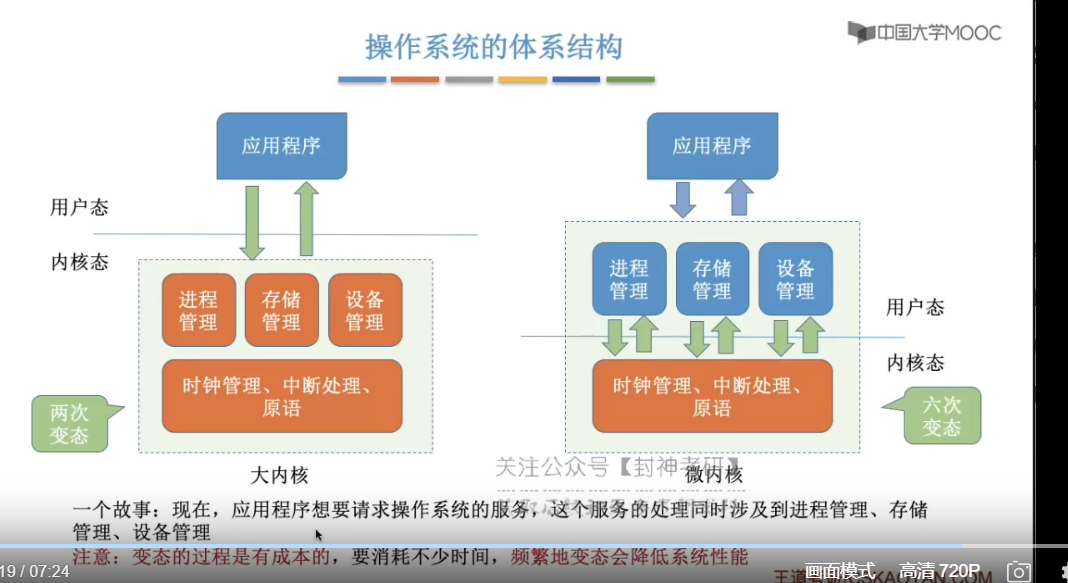 中国大学MOOC
操作系统的体系结构
应用程序
应用程序
用户态
内核态
进程
管理
存储
管理
设备
管理
时钟管理、中断处理、
原语
两次
变态
大内核
进程
管理
存储
管理
设备
管理
用户态
内核态
时钟管理、中断处理、
原语
六次
变态
关注公众号【封神考研】
微内核
一个故事：现在，应用程序想要请求操作系统的服务，这个服务的处理同时涉及到进程管理、存储
管理、设备管理
注意：变态的过程是有成本的，要消耗不少时间，频繁地变态会降低系统性能
19 / 07:24
画面模式
高清 720P